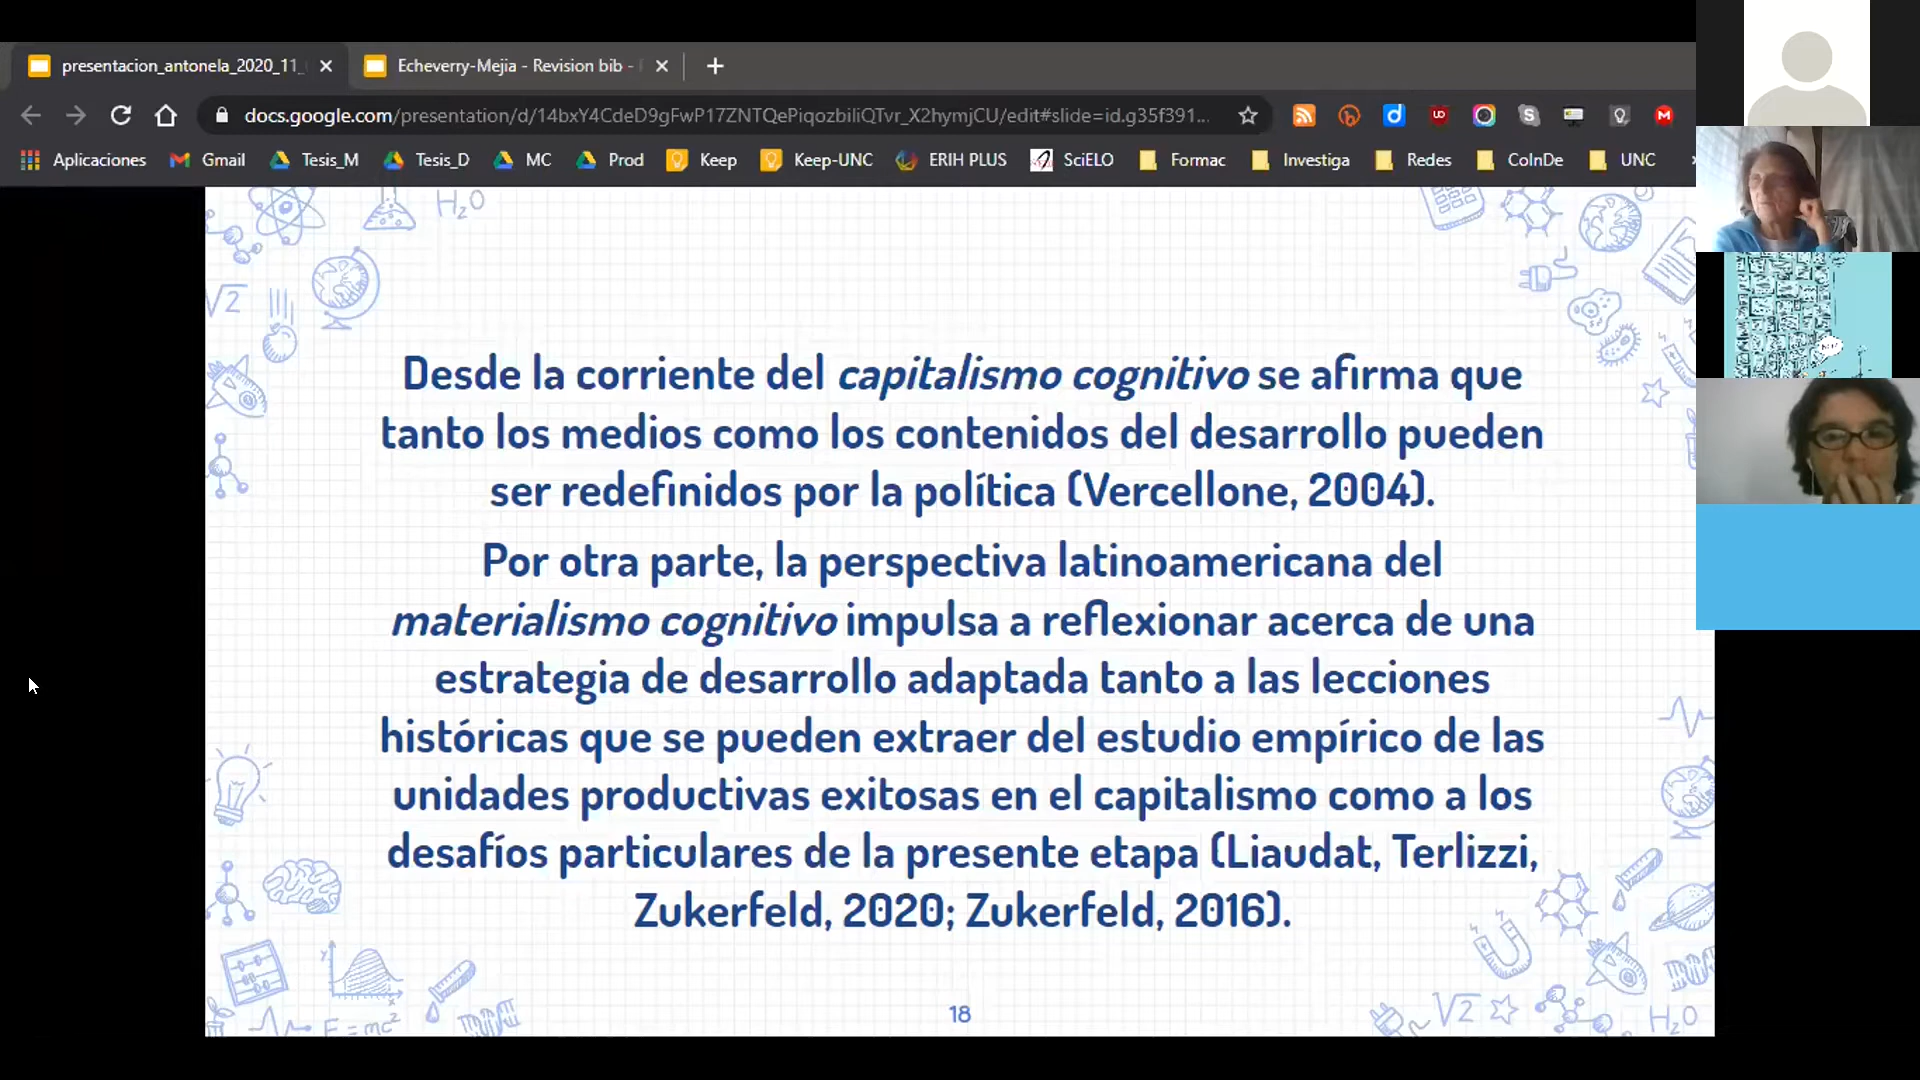 presentacion_antonela_2020_11_
Echeverry-Mejia - Revision bib -
docs.google.com/presentation/d/14bxY4CdeD9gFwP17ZNTQePiqozbiliQTvr_X2hymjCU/edit#slide=id.g35f391...
Aplicaciones Gmail Tesis_M Tesis_D MC Prod Keep Keep-UNC ERIH PLUS SciELO Formac Investiga Redes CoInDe UNC
H2O
√2
Desde la corriente del capitalismo cognitivo se afirma que
tanto los medios como los contenidos del desarrollo pueden
ser redefinidos por la política (Vercellone, 2004).
Por otra parte, la perspectiva latinoamericana del
materialismo cognitivo impulsa a reflexionar acerca de una
estrategia de desarrollo adaptada tanto a las lecciones
históricas que se pueden extraer del estudio empírico de las
unidades productivas exitosas en el capitalismo como a los
desafíos particulares de la presente etapa (Liaudat, Terlizzi,
Zukerfeld, 2020; Zukerfeld, 2016).
E=mc²
18
√2
H2O